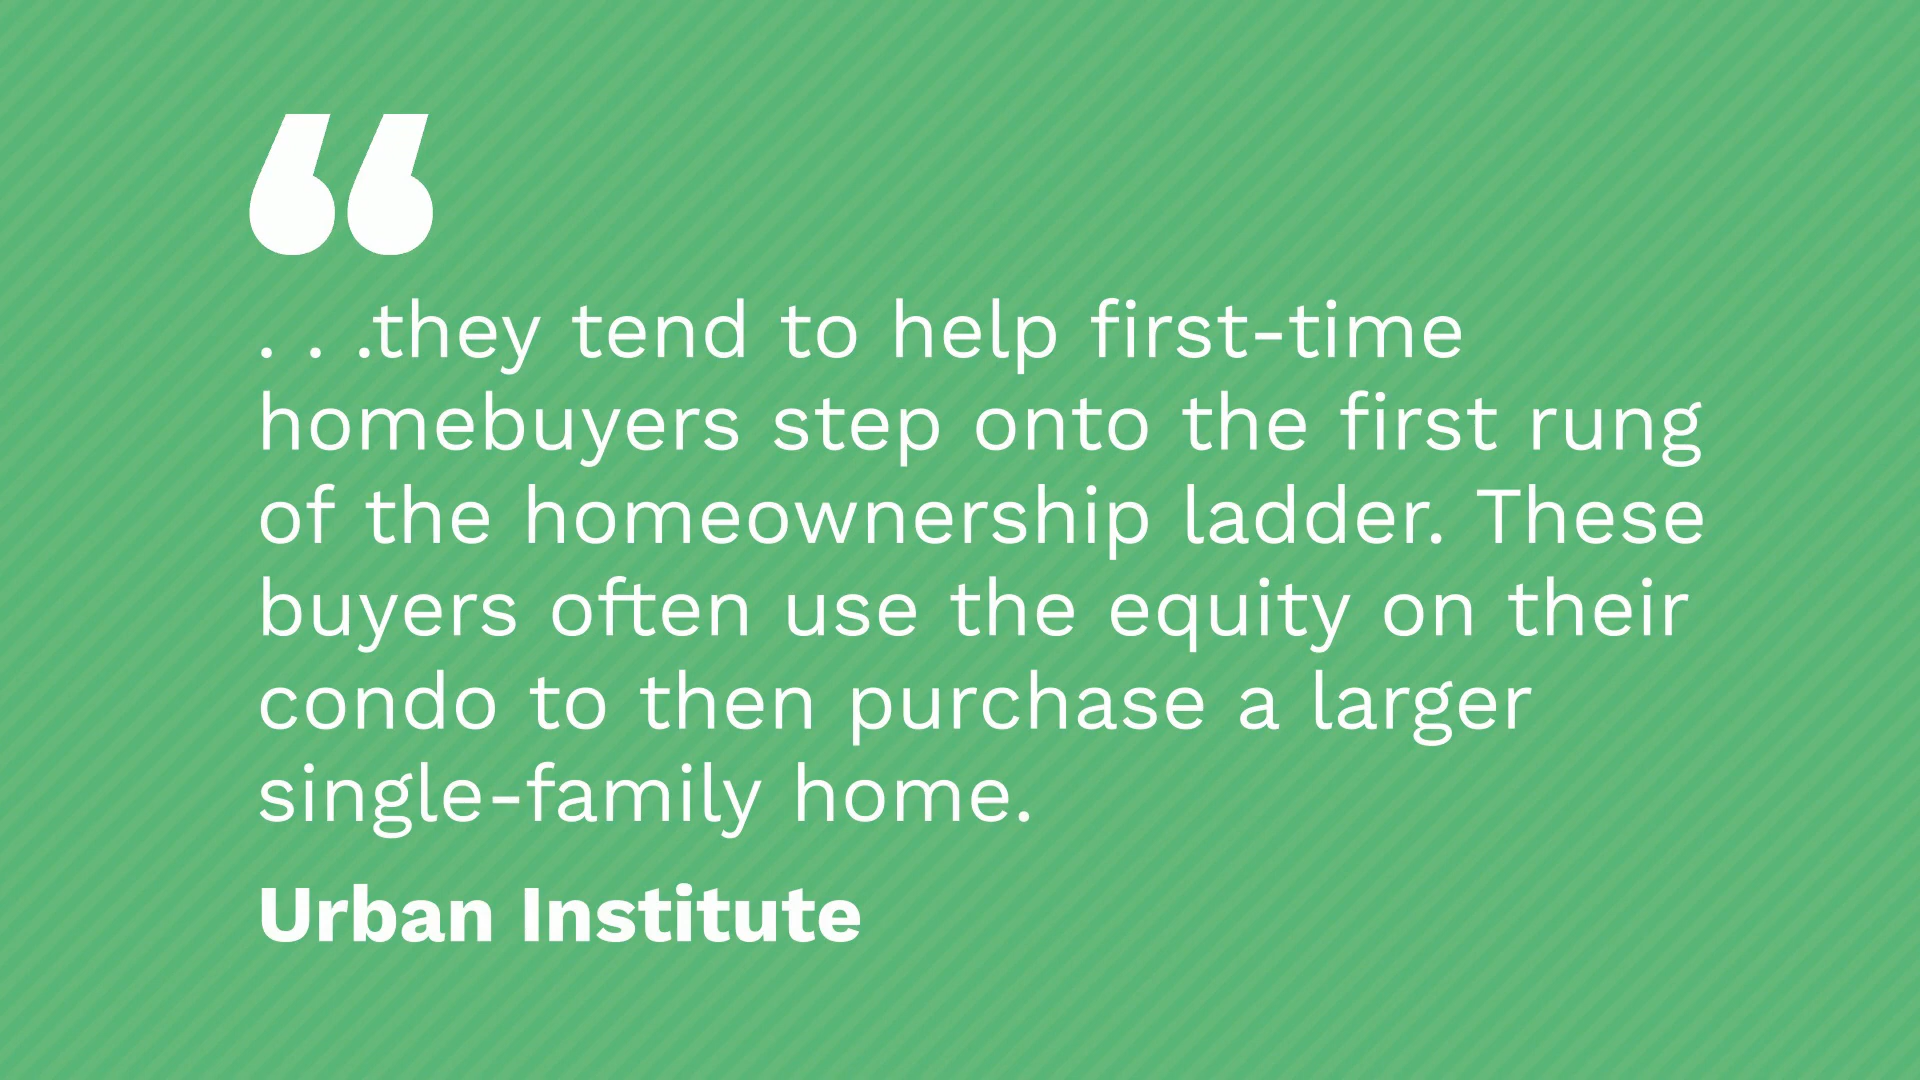 “
. . .they tend to help first-time
homebuyers step onto the first rung
of the homeownership ladder. These
buyers often use the equity on their
condo to then purchase a larger
single-family home.
Urban Institute